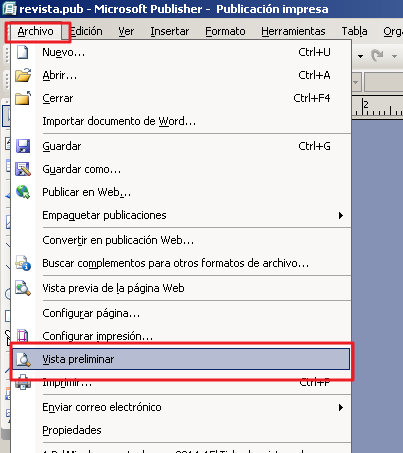 revista.pub - Microsoft Publisher - Publicación impresa
Archivo Edición Ver Insertar Formato Herramientas Tabla
Nuevo... Ctrl+U
Abrir... Ctrl+A
Cerrar Ctrl+F4
Importar documento de Word...
2
Guardar Ctrl+G
Guardar como...
Publicar en Web...
Empaquetar publicaciones
Convertir en publicación Web...
Buscar complementos para otros formatos de archivo...
Vista previa de la página Web
Configurar página...
Configurar impresión...
Vista preliminar
Imprimir... Ctrl+P
Enviar correo electrónico
Propiedades